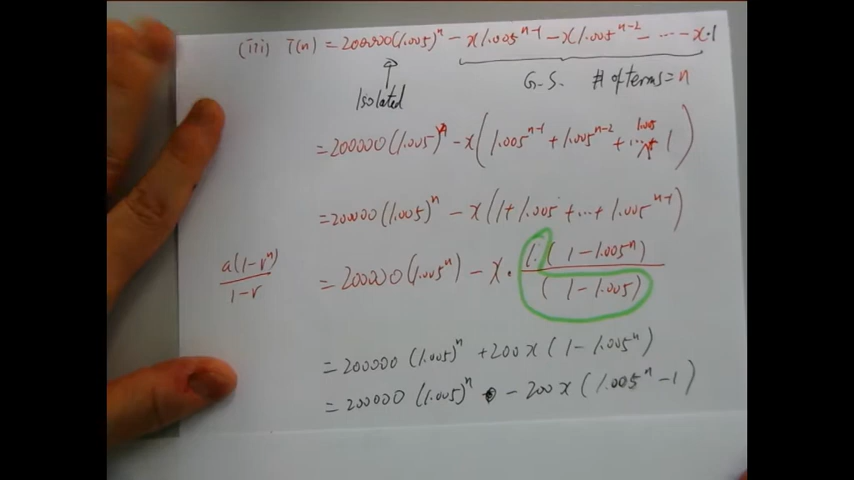 (iii) T(n) = 200000(1.005)^n - x1.005^{n-1} - x1.005^{n-2} - ... - x·1
Isolated
G.S. # of terms = n
= 200000(1.005)^n - x(1.005^{n-1} + 1.005^{n-2} + ... 1.005 + 1)
= 200000(1.005)^n - x(1 + 1.005 + ... + 1.005^{n-1})
a(1-r^n)/(1-r)
= 200000(1.005^n) - x · 1·(1-1.005^n)/(1-1.005)
= 200000(1.005)^n + 200x(1-1.005^n)
= 200000(1.005)^n - 200x(1.005^n - 1)